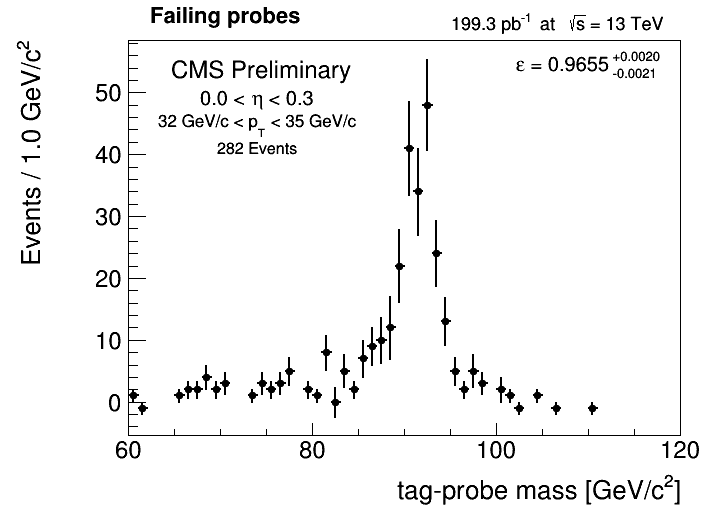 Failing probes
199.3 pb⁻¹ at √s = 13 TeV
CMS Preliminary
ε = 0.9655 +0.0020 -0.0021
0.0 < η < 0.3
32 GeV/c < p_T < 35 GeV/c
282 Events
Events / 1.0 GeV/c²
50
40
30
20
10
0
60 80 100 120
tag-probe mass [GeV/c²]